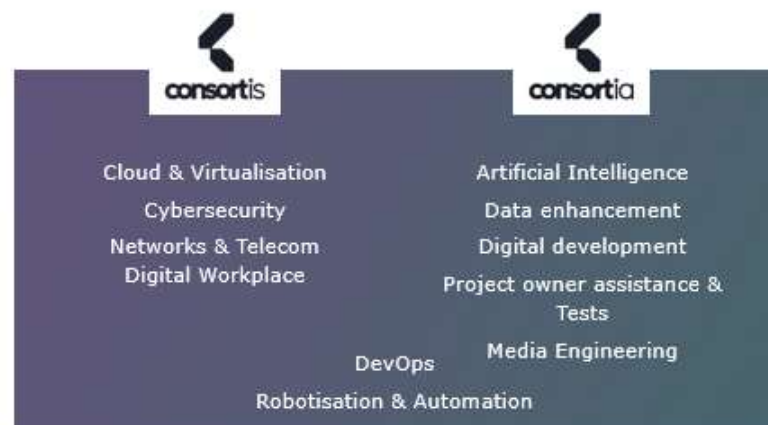 consortis
Cloud & Virtualisation
Cybersecurity
Networks & Telecom
Digital Workplace
consortia
Artificial Intelligence
Data enhancement
Digital development
Project owner assistance &
Tests
Media Engineering
DevOps
Robotisation & Automation